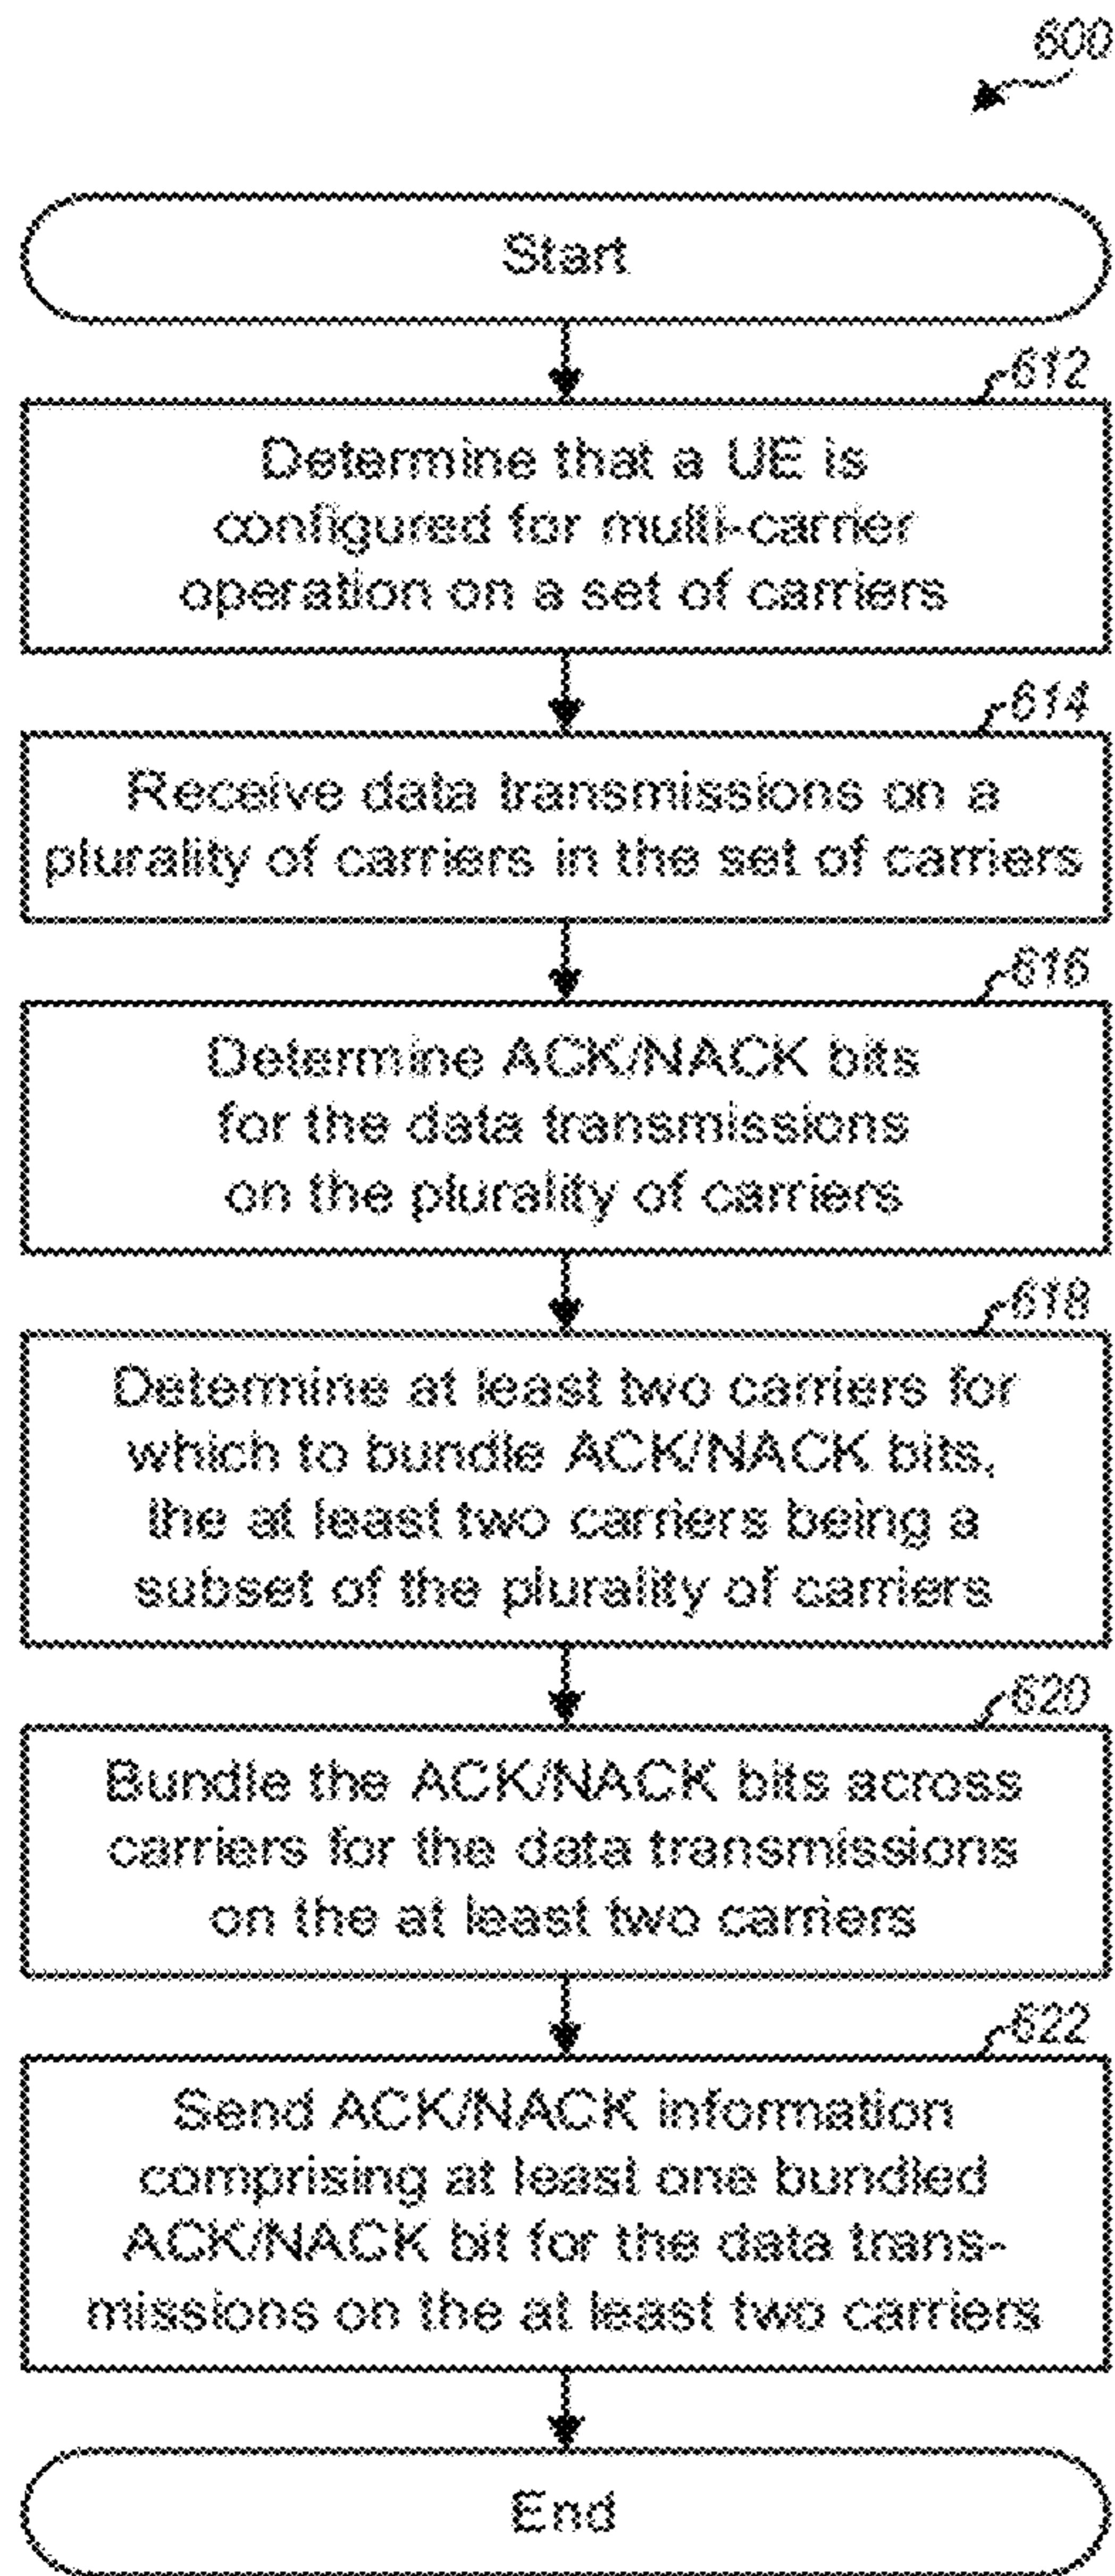 600
Start
612
Determine that a UE is
configured for multi-carrier
operation on a set of carriers
614
Receive data transmissions on a
plurality of carriers in the set of carriers
616
Determine ACK/NACK bits
for the data transmissions
on the plurality of carriers
618
Determine at least two carriers for
which to bundle ACK/NACK bits,
the at least two carriers being a
subset of the plurality of carriers
620
Bundle the ACK/NACK bits across
carriers for the data transmissions
on the at least two carriers
622
Send ACK/NACK information
comprising at least one bundled
ACK/NACK bit for the data trans-
missions on the at least two carriers
End